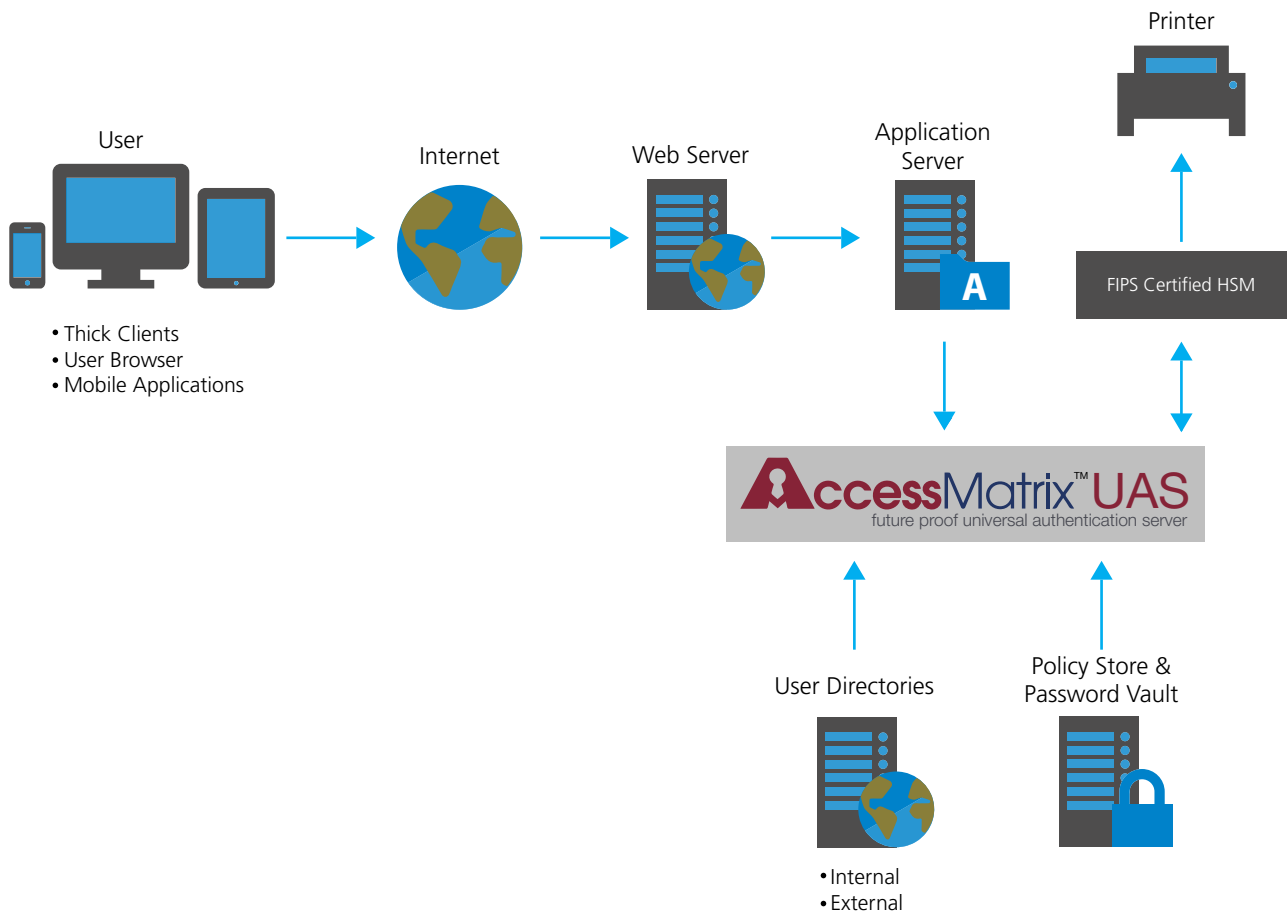 Printer
User
Internet
Web Server
Application
Server
A
FIPS Certified HSM
• Thick Clients
• User Browser
• Mobile Applications
AccessMatrix™ UAS
future proof universal authentication server
User Directories
Policy Store &
Password Vault
• Internal
• External